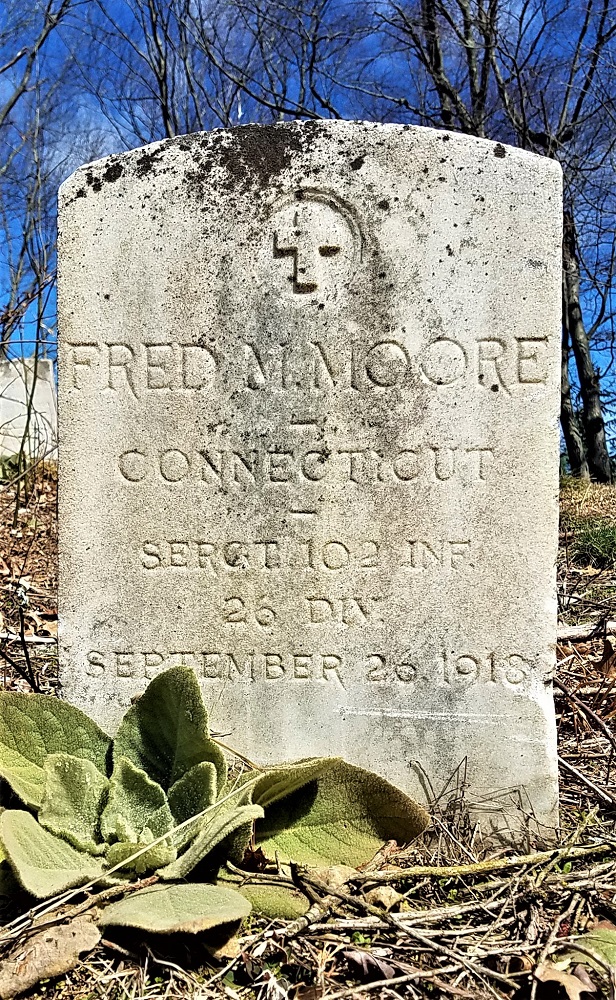 FRED M. MOORE
CONNECTICUT
SERGT. 102 INF.
26 DIV.
SEPTEMBER 26, 1918